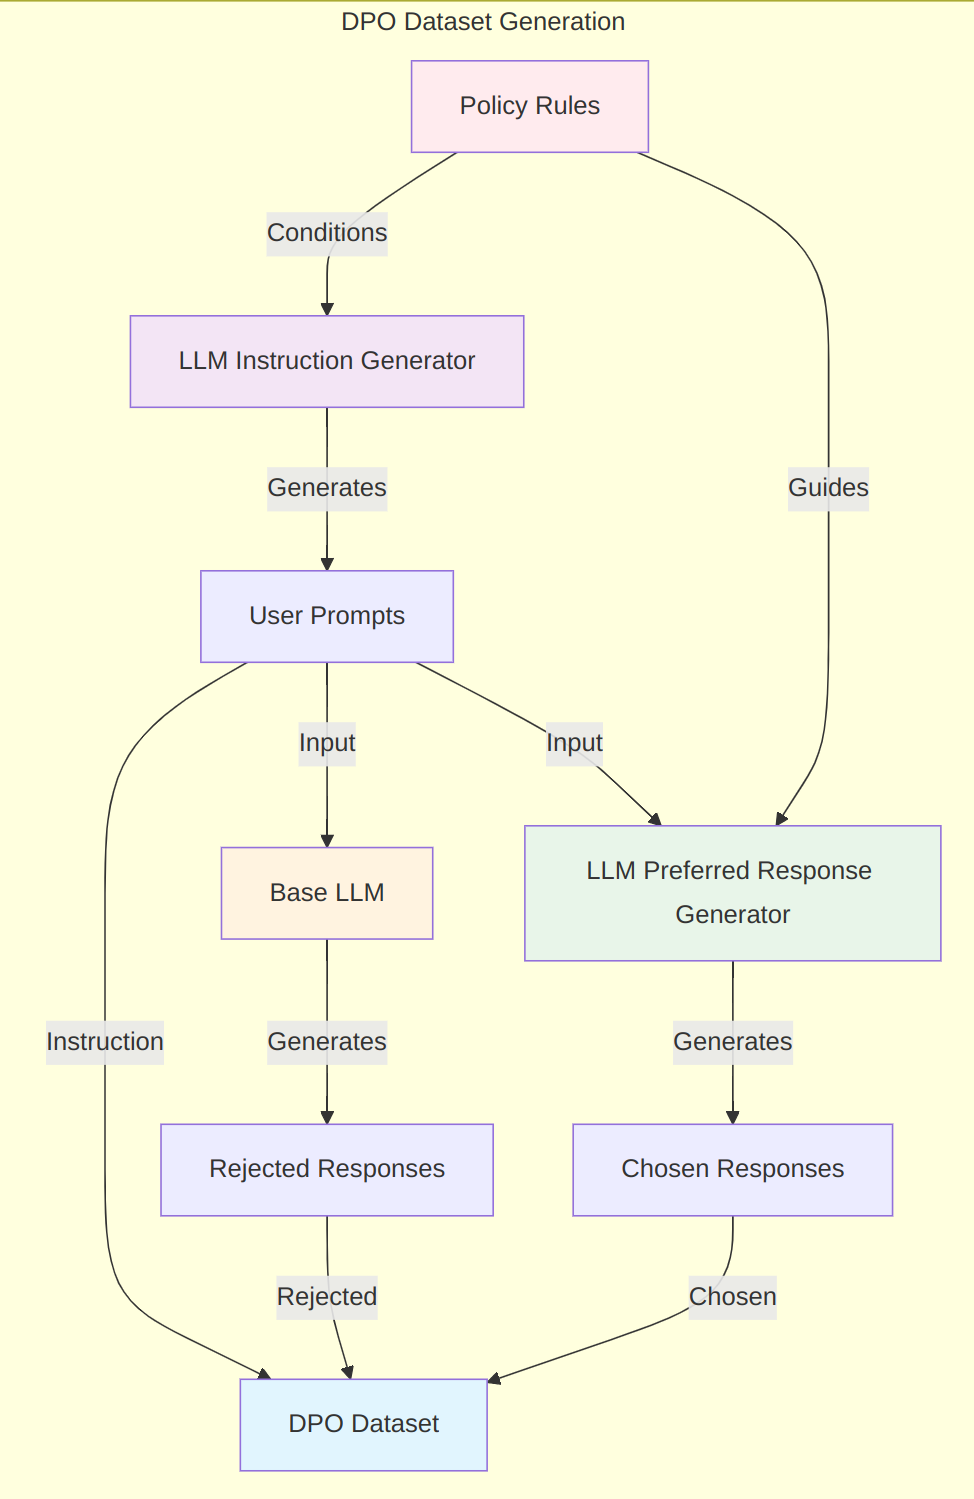 DPO Dataset Generation
Policy Rules
Conditions
LLM Instruction Generator
Generates
Guides
User Prompts
Input
Input
Base LLM
LLM Preferred Response
Generator
Instruction
Generates
Generates
Rejected Responses
Chosen Responses
Rejected
Chosen
DPO Dataset